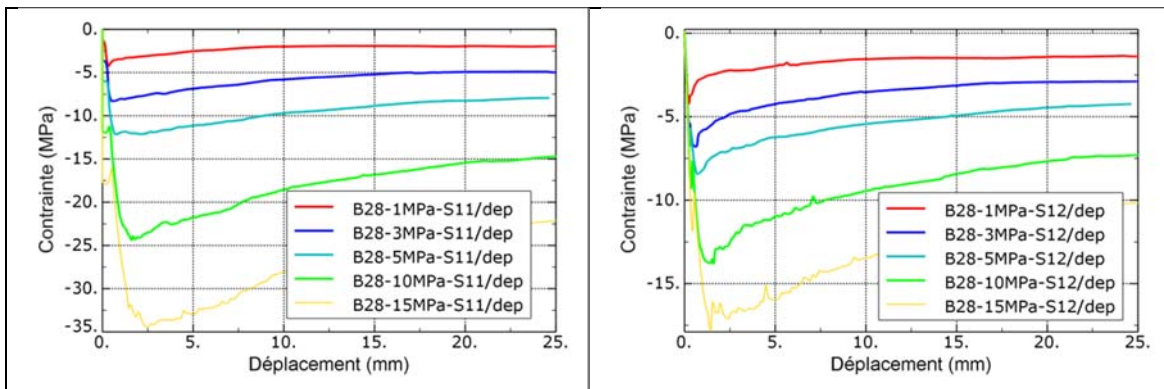 Contrainte (MPa)
0.
-5.
-10.
-15.
-20.
-25.
-30.
-35.
B28-1MPa-S11/dep
B28-3MPa-S11/dep
B28-5MPa-S11/dep
B28-10MPa-S11/dep
B28-15MPa-S11/dep
0. 5. 10. 15. 20. 25.
Déplacement (mm)
Contrainte (MPa)
0.
-5.
-10.
-15.
B28-1MPa-S12/dep
B28-3MPa-S12/dep
B28-5MPa-S12/dep
B28-10MPa-S12/dep
B28-15MPa-S12/dep
0. 5. 10. 15. 20. 25.
Déplacement (mm)